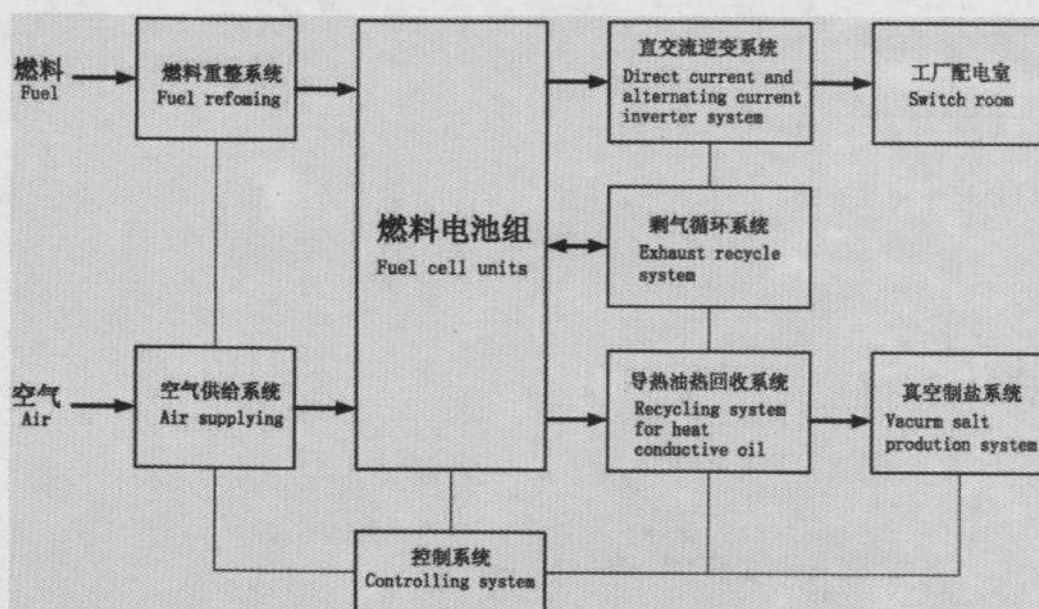 燃料
Fuel
燃料重整系统
Fuel refoming
直交流逆变系统
Direct current and
alternating current
inverter system
工厂配电室
Switch room
燃料电池组
Fuel cell units
剩气循环系统
Exhaust recycle
system
空气
Air
空气供给系统
Air supplying
导热油热回收系统
Recycling system
for heat
conductive oil
真空制盐系统
Vacurm salt
prodution system
控制系统
Controlling system